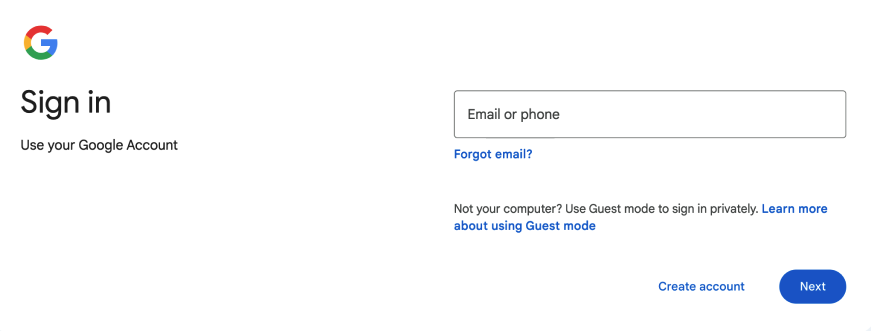 Sign in
Use your Google Account
Email or phone
Forgot email?
Not your computer? Use Guest mode to sign in privately. Learn more
about using Guest mode
Create account
Next